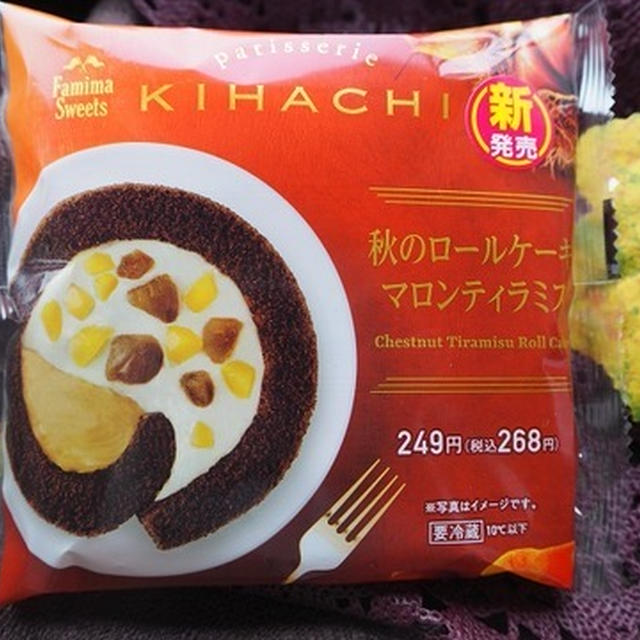 patisserie
Famima
Sweets
KIHACHI
新
発売
秋のロールケーキ
マロンティラミス
Chestnut Tiramisu Roll
249円(税込268円)
※写真はイメージです。
要冷蔵 10℃以下